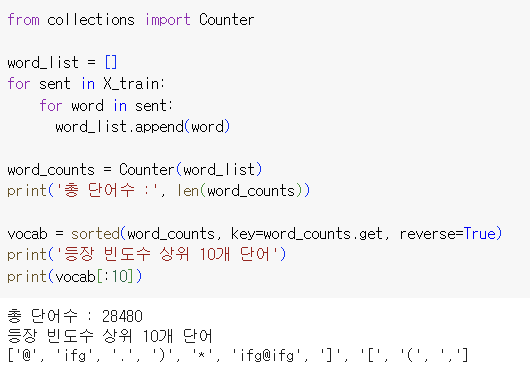 from collections import Counter
word_list = []
for sent in X_train:
    for word in sent:
      word_list.append(word)
word_counts = Counter(word_list)
print('총 단어수 :', len(word_counts))
vocab = sorted(word_counts, key=word_counts.get, reverse=True)
print('등장 빈도수 상위 10개 단어')
print(vocab[:10])
총 단어수 : 28480
등장 빈도수 상위 10개 단어
['@', 'ifg', '.', ')', '*', 'ifg@ifg', ']', '[', '(', ',']